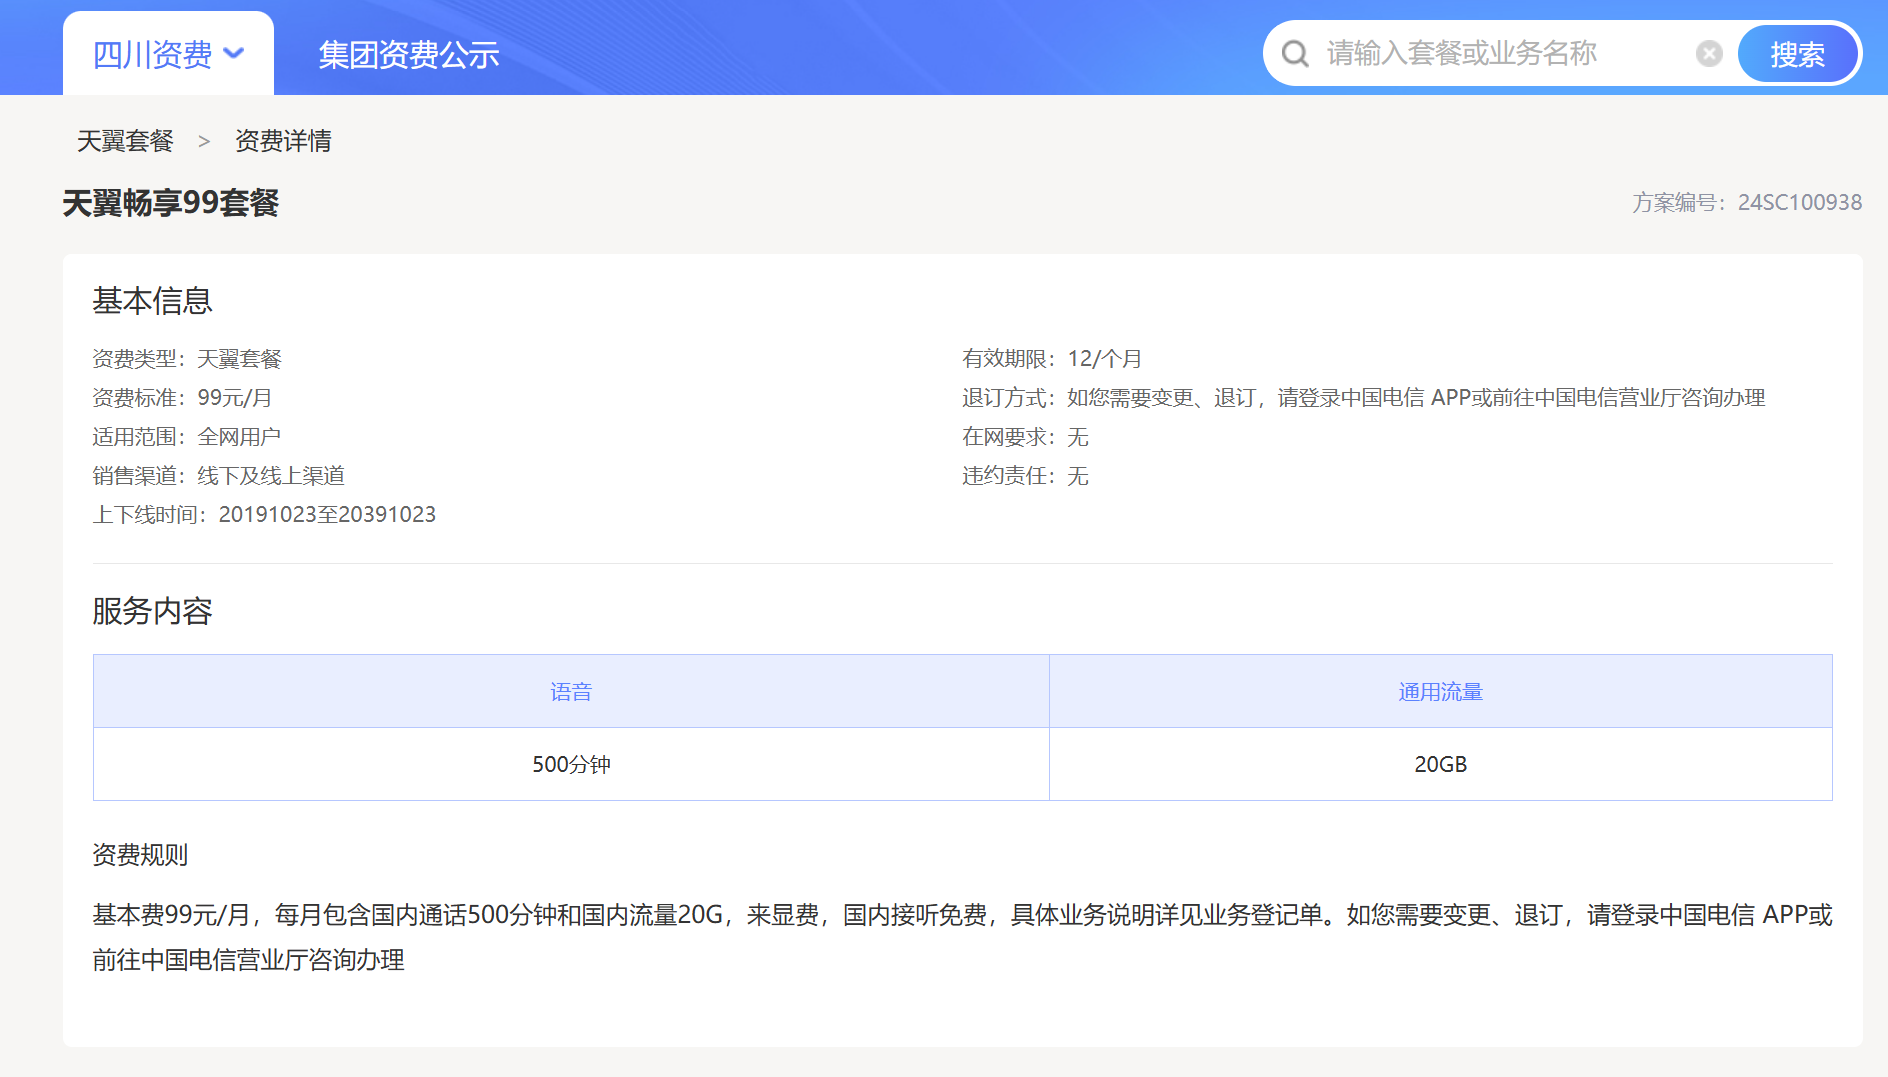 四川资费 集团资费公示 请输入套餐或业务名称 搜索
天翼套餐 > 资费详情
天翼畅享99套餐 方案编号：24SC100938
基本信息
资费类型：天翼套餐 有效期限：12/个月
资费标准：99元/月 退订方式：如您需要变更、退订，请登录中国电信 APP或前往中国电信营业厅咨询办理
适用范围：全网用户 在网要求：无
销售渠道：线下及线上渠道 违约责任：无
上下线时间：20191023至20391023
服务内容
语音 通用流量
500分钟 20GB
资费规则
基本费99元/月，每月包含国内通话500分钟和国内流量20G，来显费，国内接听免费，具体业务说明详见业务登记单。如您需要变更、退订，请登录中国电信 APP或
前往中国电信营业厅咨询办理